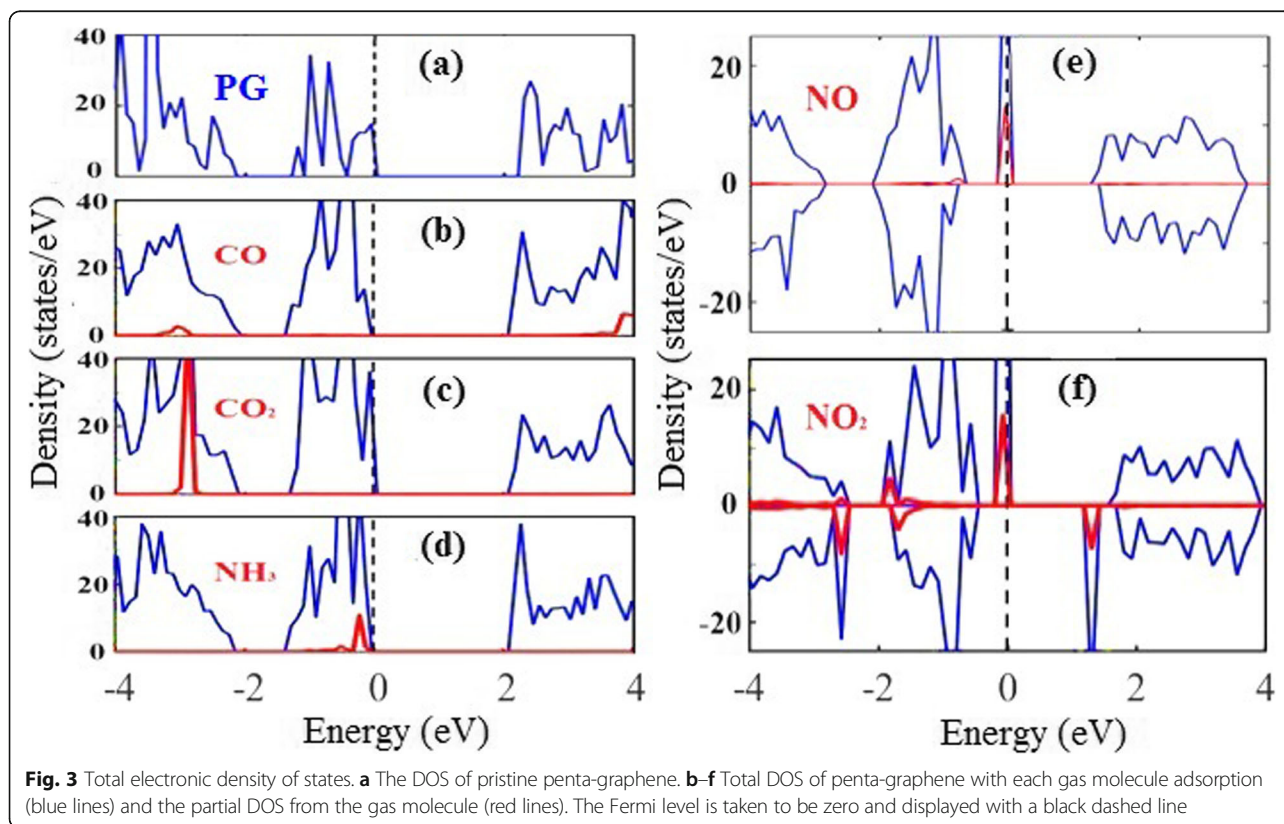 40
20
0
PG
(a)
40
20
0
CO
(b)
40
20
0
CO₂
(c)
40
20
0
NH₃
(d)
-4
-2
0
2
4
Energy (eV)
Density (states/eV)
20
0
-20
NO
(e)
20
0
-20
NO₂
(f)
-4
-2
0
2
4
Energy (eV)
Density (states/eV)
Fig. 3 Total electronic density of states. a The DOS of pristine penta-graphene. b–f Total DOS of penta-graphene with each gas molecule adsorption
(blue lines) and the partial DOS from the gas molecule (red lines). The Fermi level is taken to be zero and displayed with a black dashed line